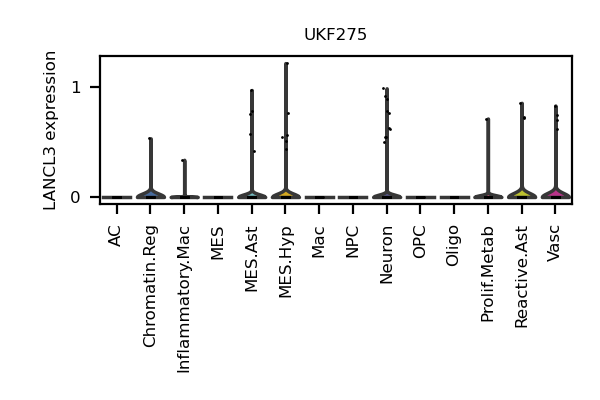 UKF275
LANCL3 expression
1
0
AC
Chromatin.Reg
Inflammatory.Mac
MES
MES.Ast
MES.Hyp
Mac
NPC
Neuron
OPC
Oligo
Prolif.Metab
Reactive.Ast
Vasc